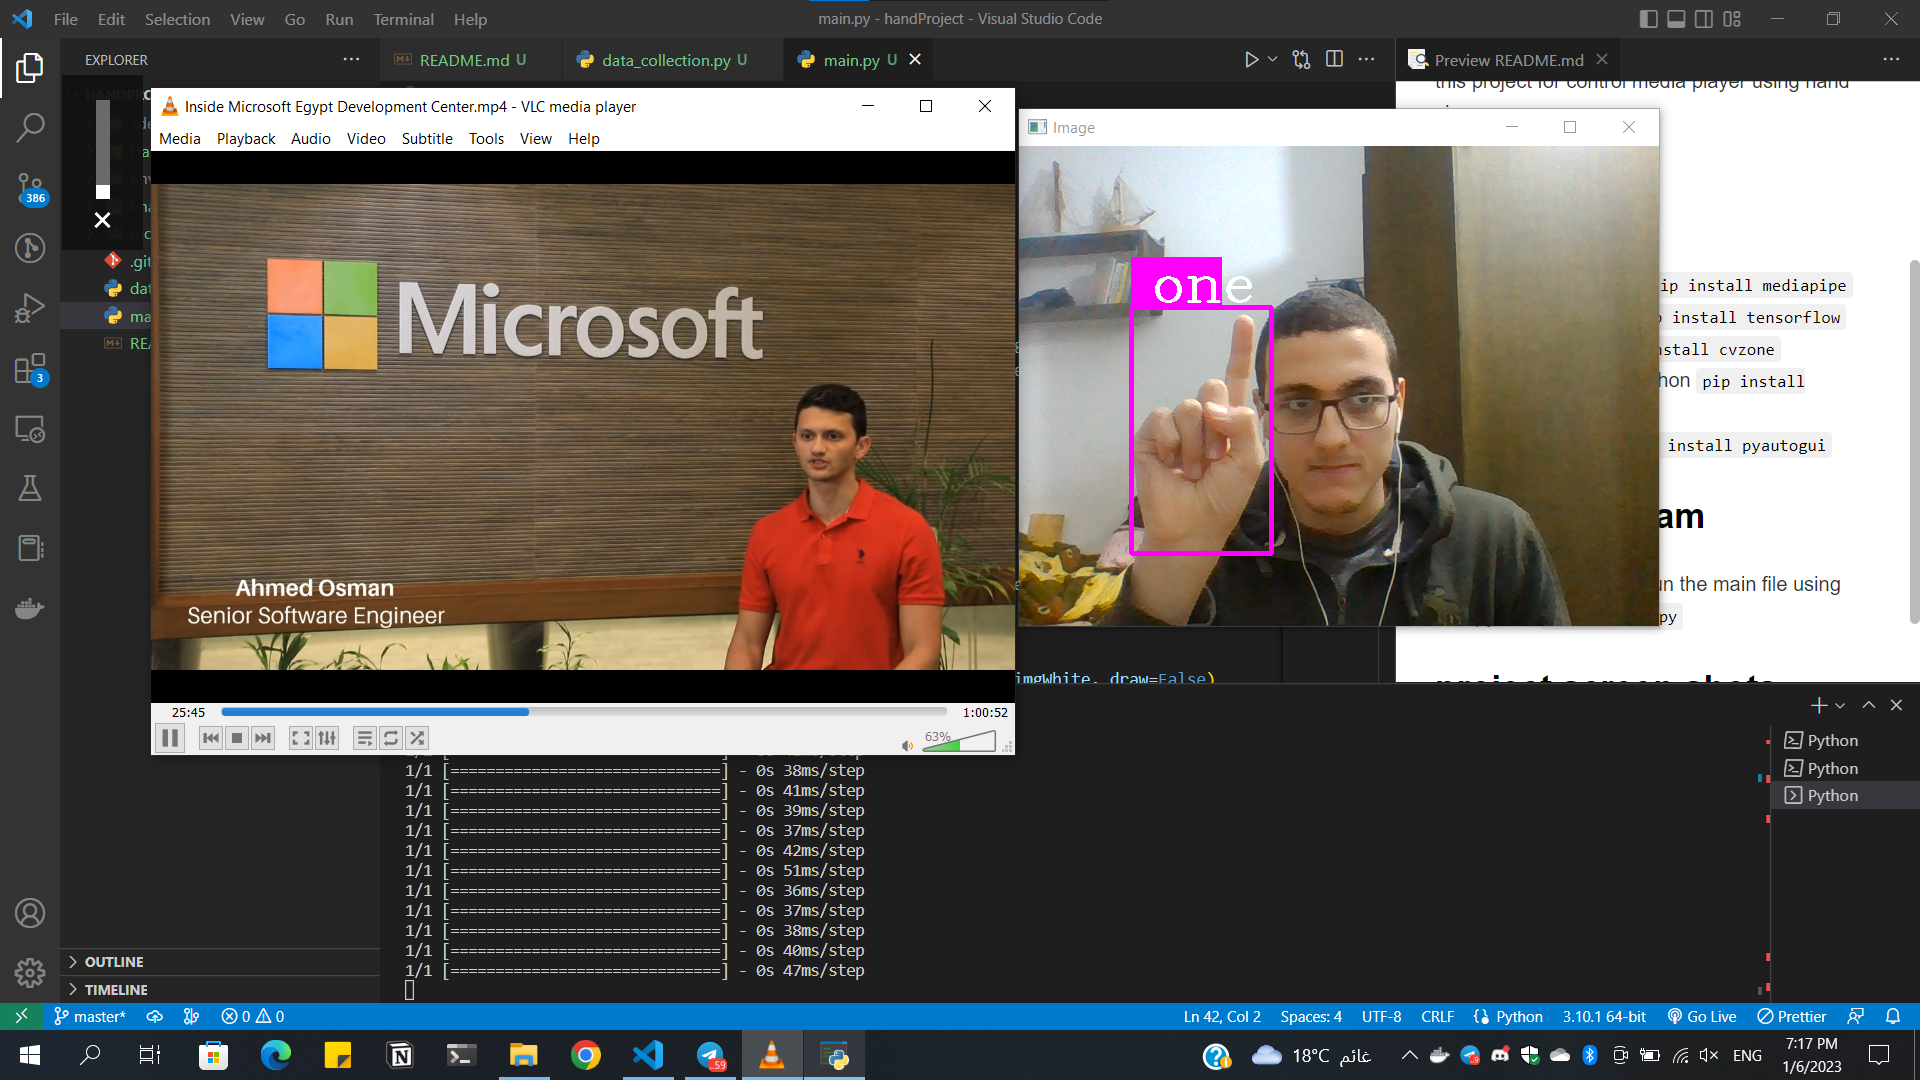 File Edit Selection View Go Run Terminal Help
main.py - handProject - Visual Studio Code
EXPLORER
README.md U
data_collection.py U
main.py U
Preview README.md
this project for control media player using hand
HANDPRO
.git
dat
ma
RE
386
3
Inside Microsoft Egypt Development Center.mp4 - VLC media player
Media Playback Audio Video Subtitle Tools View Help
Microsoft
Ahmed Osman
Senior Software Engineer
25:45
1:00:52
63%
Image
one
ip install mediapipe
install tensorflow
nstall cvzone
hon pip install
install pyautogui
am
un the main file using
py
project screen shots
imgWhite, draw=False)
1/1 [==============================] - 0s 38ms/step
1/1 [==============================] - 0s 41ms/step
1/1 [==============================] - 0s 39ms/step
1/1 [==============================] - 0s 37ms/step
1/1 [==============================] - 0s 42ms/step
1/1 [==============================] - 0s 51ms/step
1/1 [==============================] - 0s 36ms/step
1/1 [==============================] - 0s 37ms/step
1/1 [==============================] - 0s 38ms/step
1/1 [==============================] - 0s 40ms/step
1/1 [==============================] - 0s 47ms/step
Python
Python
Python
OUTLINE
TIMELINE
master* 0 0 Ln 42, Col 2 Spaces: 4 UTF-8 CRLF Python 3.10.1 64-bit Go Live Prettier
59
18°C غائم
9
ENG
7:17 PM
1/6/2023